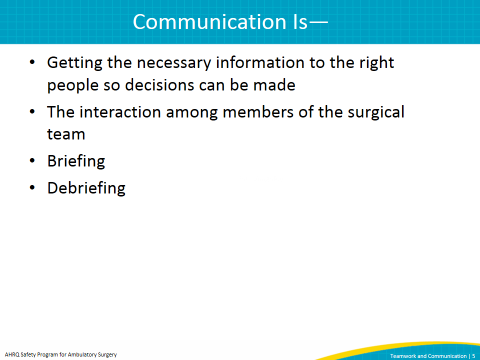 Communication Is—
• Getting the necessary information to the right
people so decisions can be made
• The interaction among members of the surgical
team
• Briefing
• Debriefing
AHRQ Safety Program for Ambulatory Surgery
Teamwork and Communication | 5